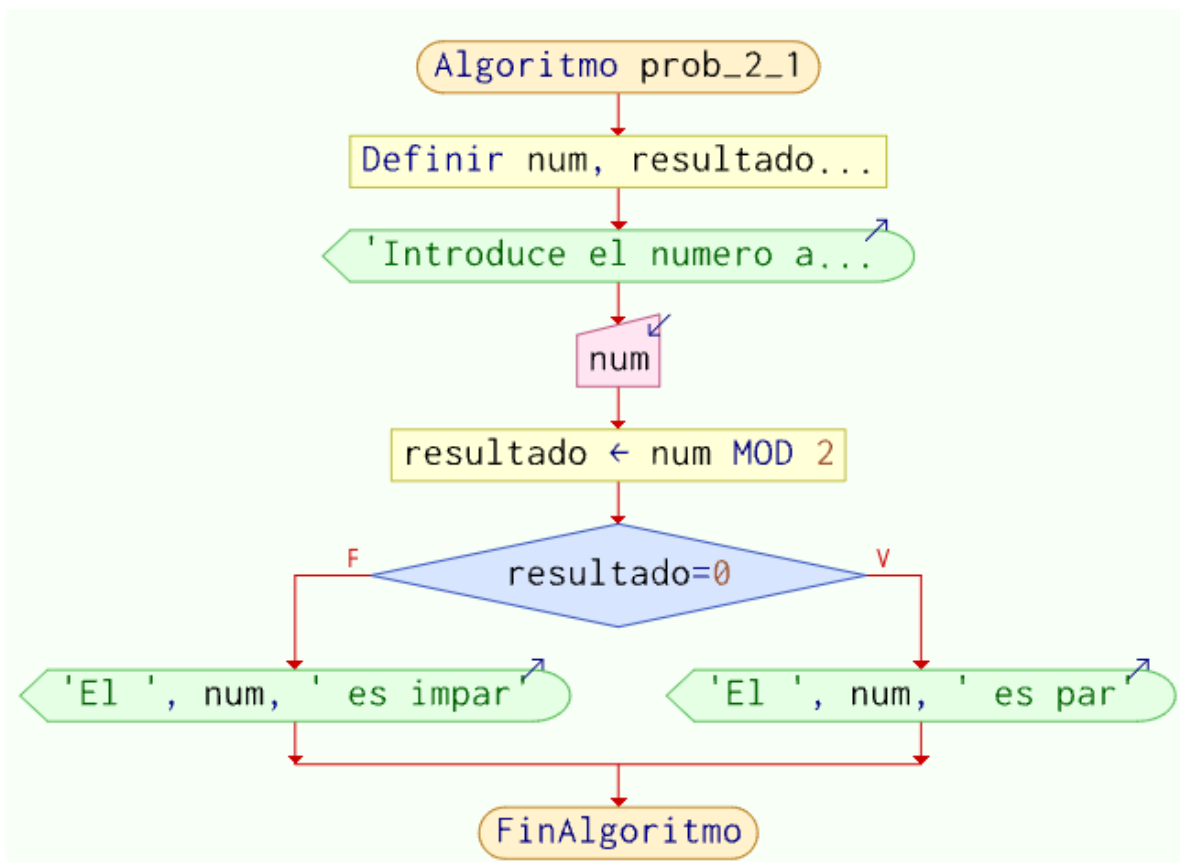 Algoritmo prob_2_1
Definir num, resultado...
'Introduce el numero a...
num
resultado ← num MOD 2
F
resultado=0
V
'El ', num, ' es impar'
'El ', num, ' es par'
FinAlgoritmo